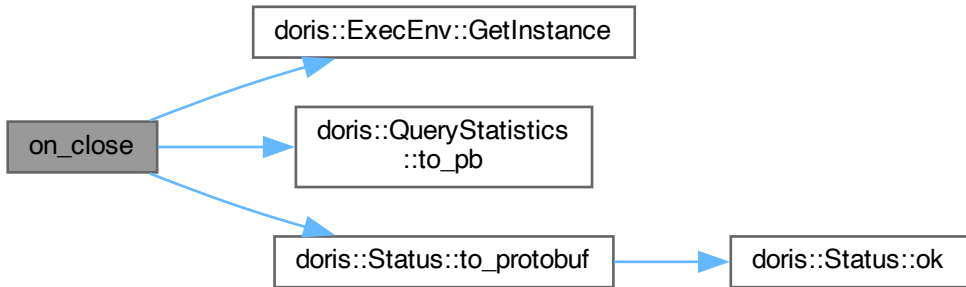 doris::ExecEnv::GetInstance
on_close
doris::QueryStatistics
::to_pb
doris::Status::to_protobuf
doris::Status::ok